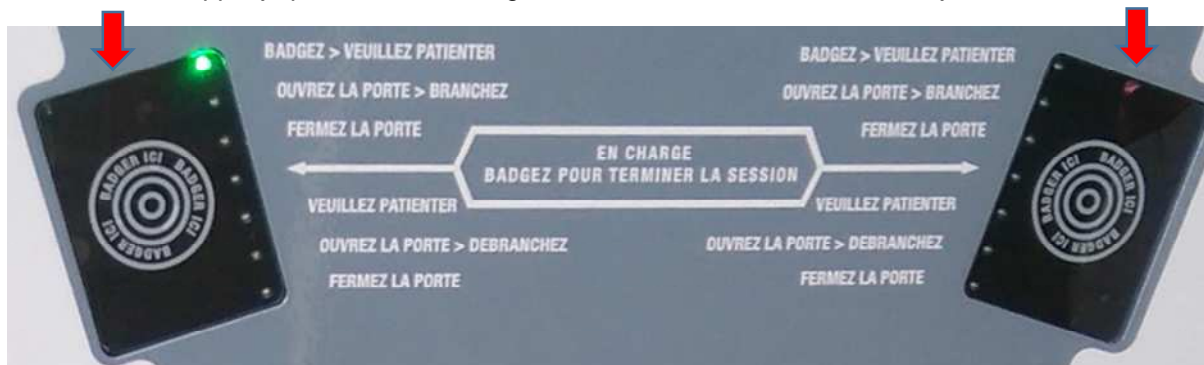 BADGEZ > VEUILLEZ PATIENTER
OUVREZ LA PORTE > BRANCHEZ
FERMEZ LA PORTE
BADGEZ > VEUILLEZ PATIENTER
OUVREZ LA PORTE > BRANCHEZ
FERMEZ LA PORTE
EN CHARGE
BADGEZ POUR TERMINER LA SESSION
VEUILLEZ PATIENTER
OUVREZ LA PORTE > DEBRANCHEZ
FERMEZ LA PORTE
VEUILLEZ PATIENTER
OUVREZ LA PORTE > DEBRANCHEZ
FERMEZ LA PORTE
BADGER ICI BADGER ICI BADGER ICI
BADGER ICI BADGER ICI BADGER ICI